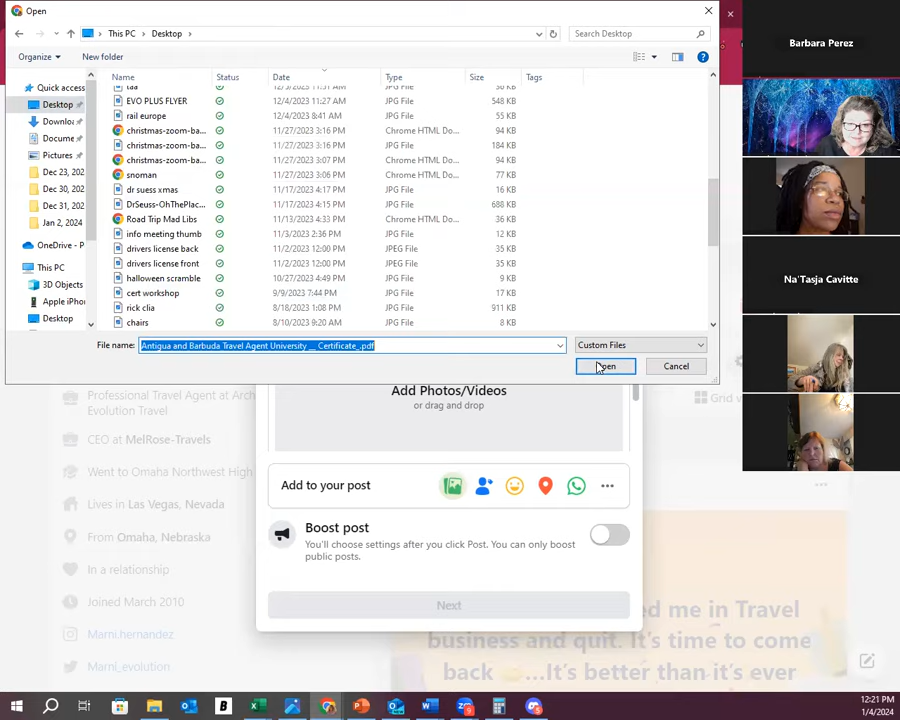 Open
This PC > Desktop >
Search Desktop
Organize
New folder
Name Status Date Type Size Tags
Quick access
Desktop
Downloa
Docume
Pictures
Dec 23, 202
Dec 30, 202
Dec 31, 202
Jan 2, 2024
OneDrive - P
This PC
3D Objects
Apple iPhon
Desktop
EVO PLUS FLYER 12/4/2023 11:27 AM JPG File 548 KB
rail europe 12/4/2023 8:41 AM JPG File 55 KB
christmas-zoom-ba... 11/27/2023 3:16 PM Chrome HTML Do... 94 KB
christmas-zoom-ba... 11/27/2023 3:16 PM Chrome HTML Do... 184 KB
christmas-zoom-ba... 11/27/2023 3:07 PM Chrome HTML Do... 94 KB
snoman 11/27/2023 3:06 PM Chrome HTML Do... 77 KB
dr suess xmas 11/17/2023 4:17 PM JPG File 16 KB
DrSeuss-OhThePlac... 11/17/2023 4:15 PM JPG File 688 KB
Road Trip Mad Libs 11/13/2023 4:33 PM Chrome HTML Do... 36 KB
info meeting thumb 11/3/2023 2:36 PM JPG File 12 KB
drivers license back 11/2/2023 12:00 PM JPEG File 35 KB
drivers license front 11/2/2023 12:00 PM JPEG File 35 KB
halloween scramble 10/27/2023 4:49 PM JPG File 9 KB
cert workshop 9/9/2023 7:44 PM JPG File 17 KB
rick clia 8/18/2023 1:08 PM JPG File 911 KB
chairs 8/10/2023 9:20 AM JPG File 8 KB
File name: Antigua and Barbuda Travel Agent University __ Certificate_.pdf
Custom Files
Open
Cancel
Barbara Perez
Na'Tasja Cavitte
Professional Travel Agent at Arch
Evolution Travel
CEO at MelRose-Travels
Went to Omaha Northwest High
Lives in Las Vegas, Nevada
From Omaha, Nebraska
In a relationship
Joined March 2010
Marni.hernandez
Marni_evolution
Add Photos/Videos
or drag and drop
Add to your post
Boost post
You'll choose settings after you click Post. You can only boost
public posts.
Next
Grid v
ed me in Travel
business and quit. It's time to come
back ...It's better than it's ever
12:21 PM
1/4/2024